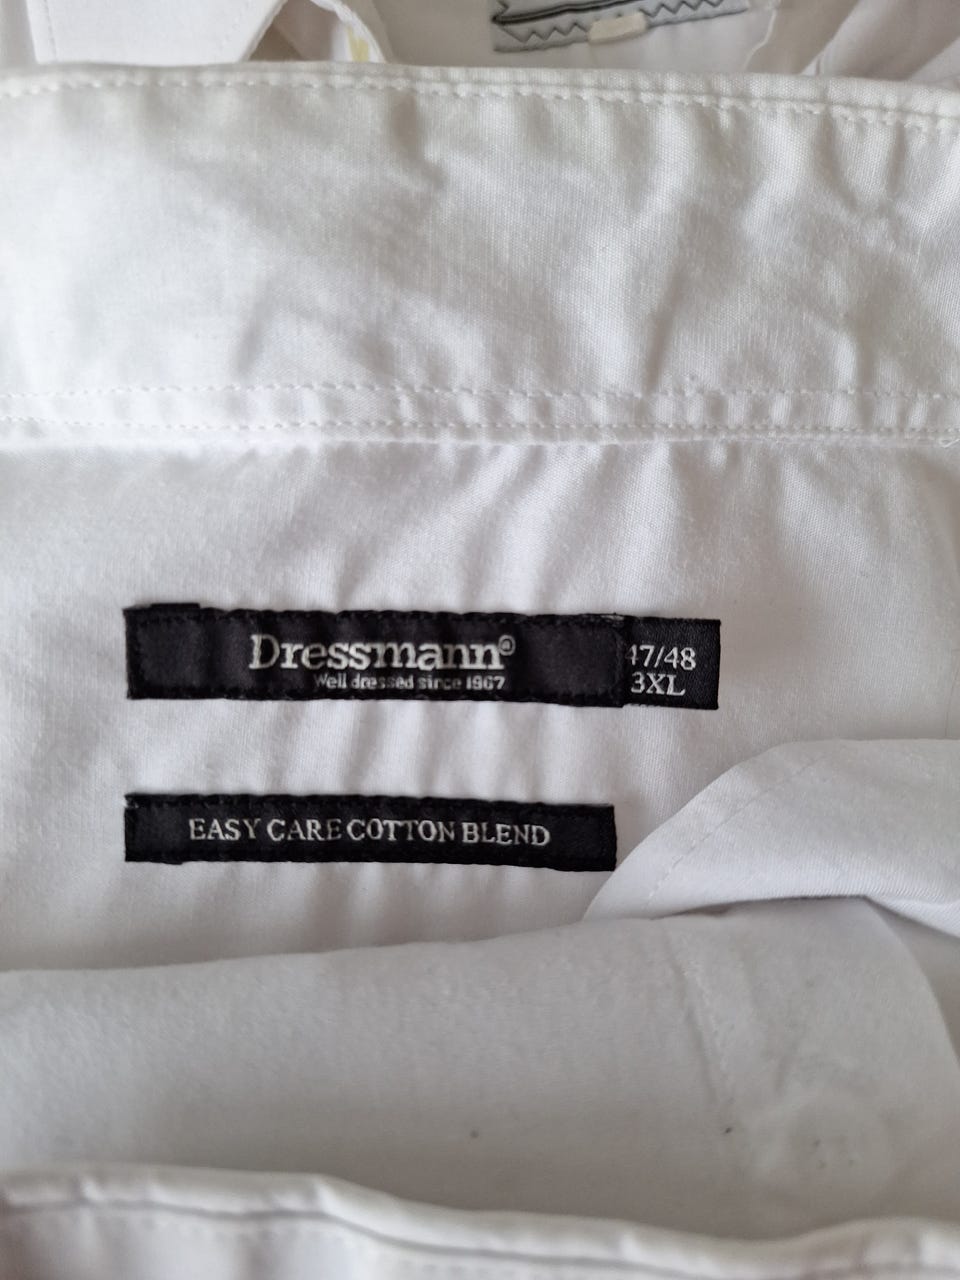 Dressmann®
Well dressed since 1967
47/48
3XL
EASY CARE COTTON BLEND